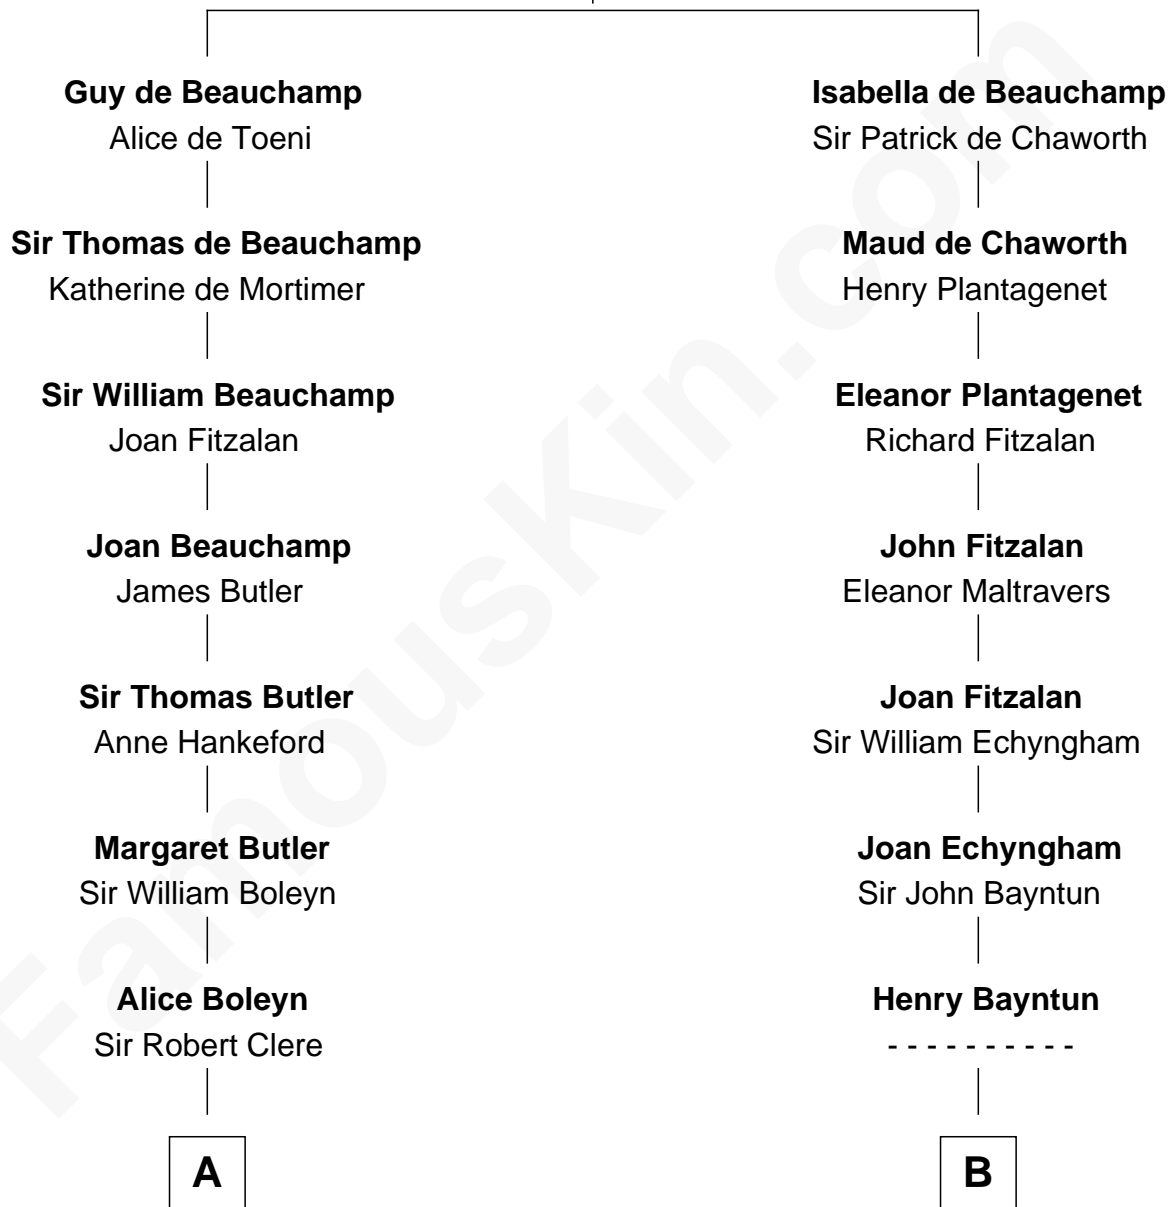 Guy de Beauchamp
Alice de Toeni
Sir Thomas de Beauchamp
Katherine de Mortimer
Sir William Beauchamp
Joan Fitzalan
Joan Beauchamp
James Butler
Sir Thomas Butler
Anne Hankeford
Margaret Butler
Sir William Boleyn
Alice Boleyn
Sir Robert Clere
A
Isabella de Beauchamp
Sir Patrick de Chaworth
Maud de Chaworth
Henry Plantagenet
Eleanor Plantagenet
Richard Fitzalan
John Fitzalan
Eleanor Maltravers
Joan Fitzalan
Sir William Echyngham
Joan Echyngham
Sir John Bayntun
Henry Bayntun
- - - - - - - - - -
B
FamousKin.com